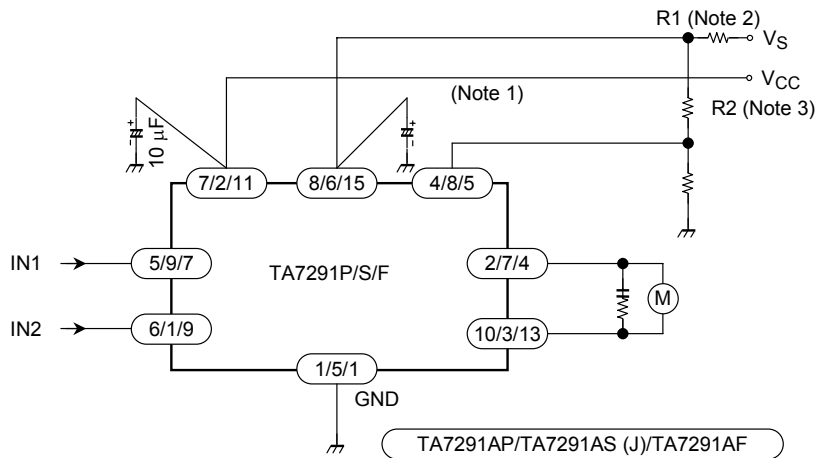 R1 (Note 2)
VS
VCC
(Note 1)
R2 (Note 3)
+
-
10 μF
+
-
7/2/11
8/6/15
4/8/5
IN1
5/9/7
TA7291P/S/F
2/7/4
M
IN2
6/1/9
10/3/13
1/5/1
GND
TA7291AP/TA7291AS (J)/TA7291AF